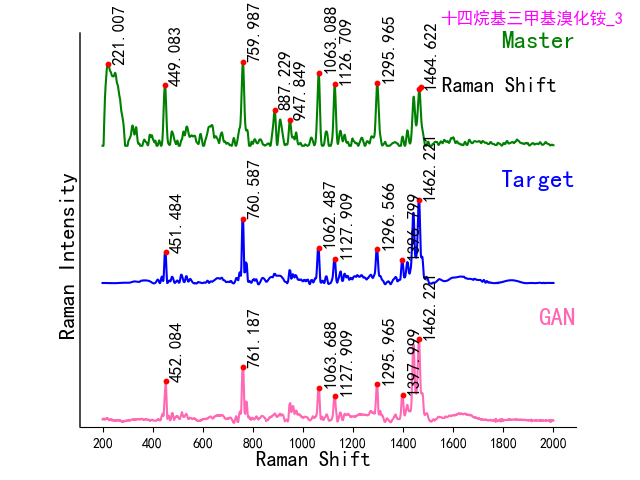 十四烷基三甲基溴化铵_3
Master
221.007
449.083
759.987
887.229
947.849
1063.088
1126.709
1295.965
1464.622
Raman Shift
Target
451.484
760.587
1062.487
1127.909
1296.566
1396.799
1462.221
GAN
452.084
761.187
1063.688
1127.909
1295.965
1397.999
1462.221
Raman Intensity
200 400 600 800 1000 1200 1400 1600 1800 2000
Raman Shift